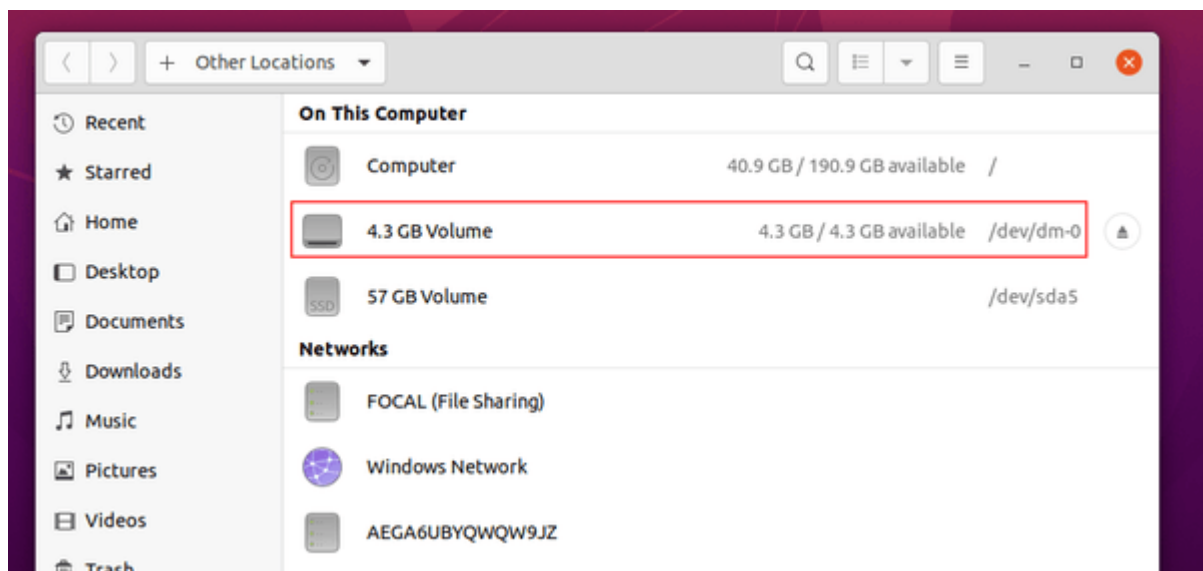 + Other Locations
Recent
Starred
Home
Desktop
Documents
Downloads
Music
Pictures
Videos
Trash
On This Computer
Computer 40.9 GB / 190.9 GB available /
4.3 GB Volume 4.3 GB / 4.3 GB available /dev/dm-0
SSD 57 GB Volume /dev/sda5
Networks
FOCAL (File Sharing)
Windows Network
AEGA6UBYQWQW9JZ